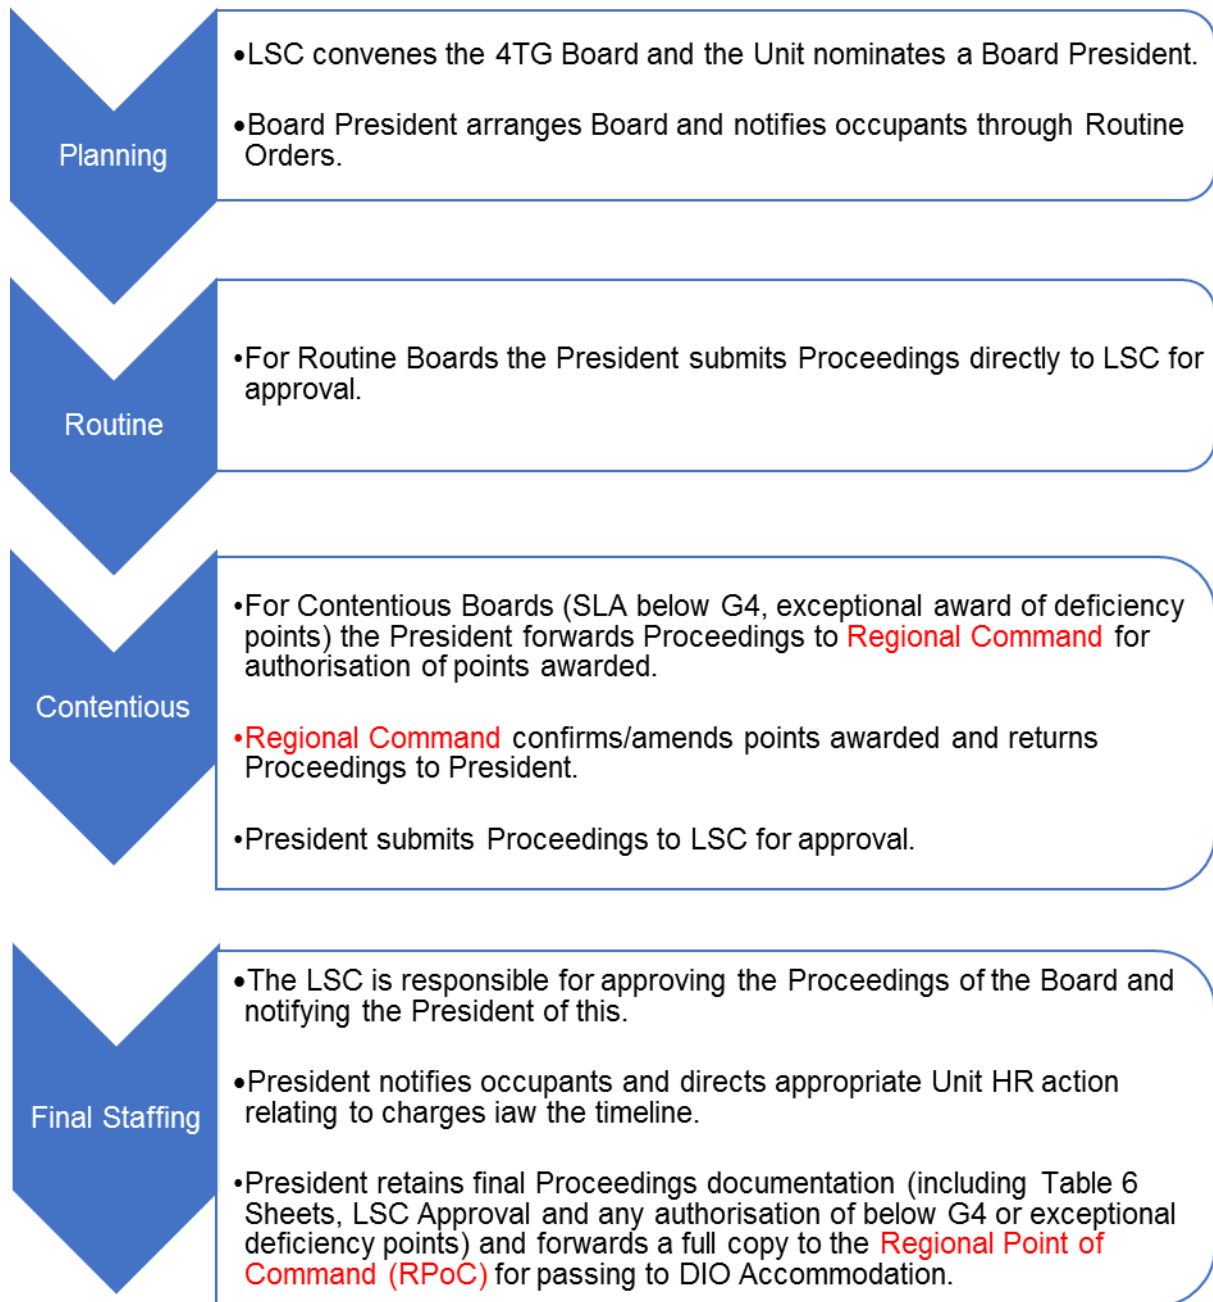 Planning
•LSC convenes the 4TG Board and the Unit nominates a Board President.
•Board President arranges Board and notifies occupants through Routine
Orders.
Routine
•For Routine Boards the President submits Proceedings directly to LSC for
approval.
Contentious
•For Contentious Boards (SLA below G4, exceptional award of deficiency
points) the President forwards Proceedings to Regional Command for
authorisation of points awarded.
•Regional Command confirms/amends points awarded and returns
Proceedings to President.
•President submits Proceedings to LSC for approval.
Final Staffing
•The LSC is responsible for approving the Proceedings of the Board and
notifying the President of this.
•President notifies occupants and directs appropriate Unit HR action
relating to charges iaw the timeline.
•President retains final Proceedings documentation (including Table 6
Sheets, LSC Approval and any authorisation of below G4 or exceptional
deficiency points) and forwards a full copy to the Regional Point of
Command (RPoC) for passing to DIO Accommodation.